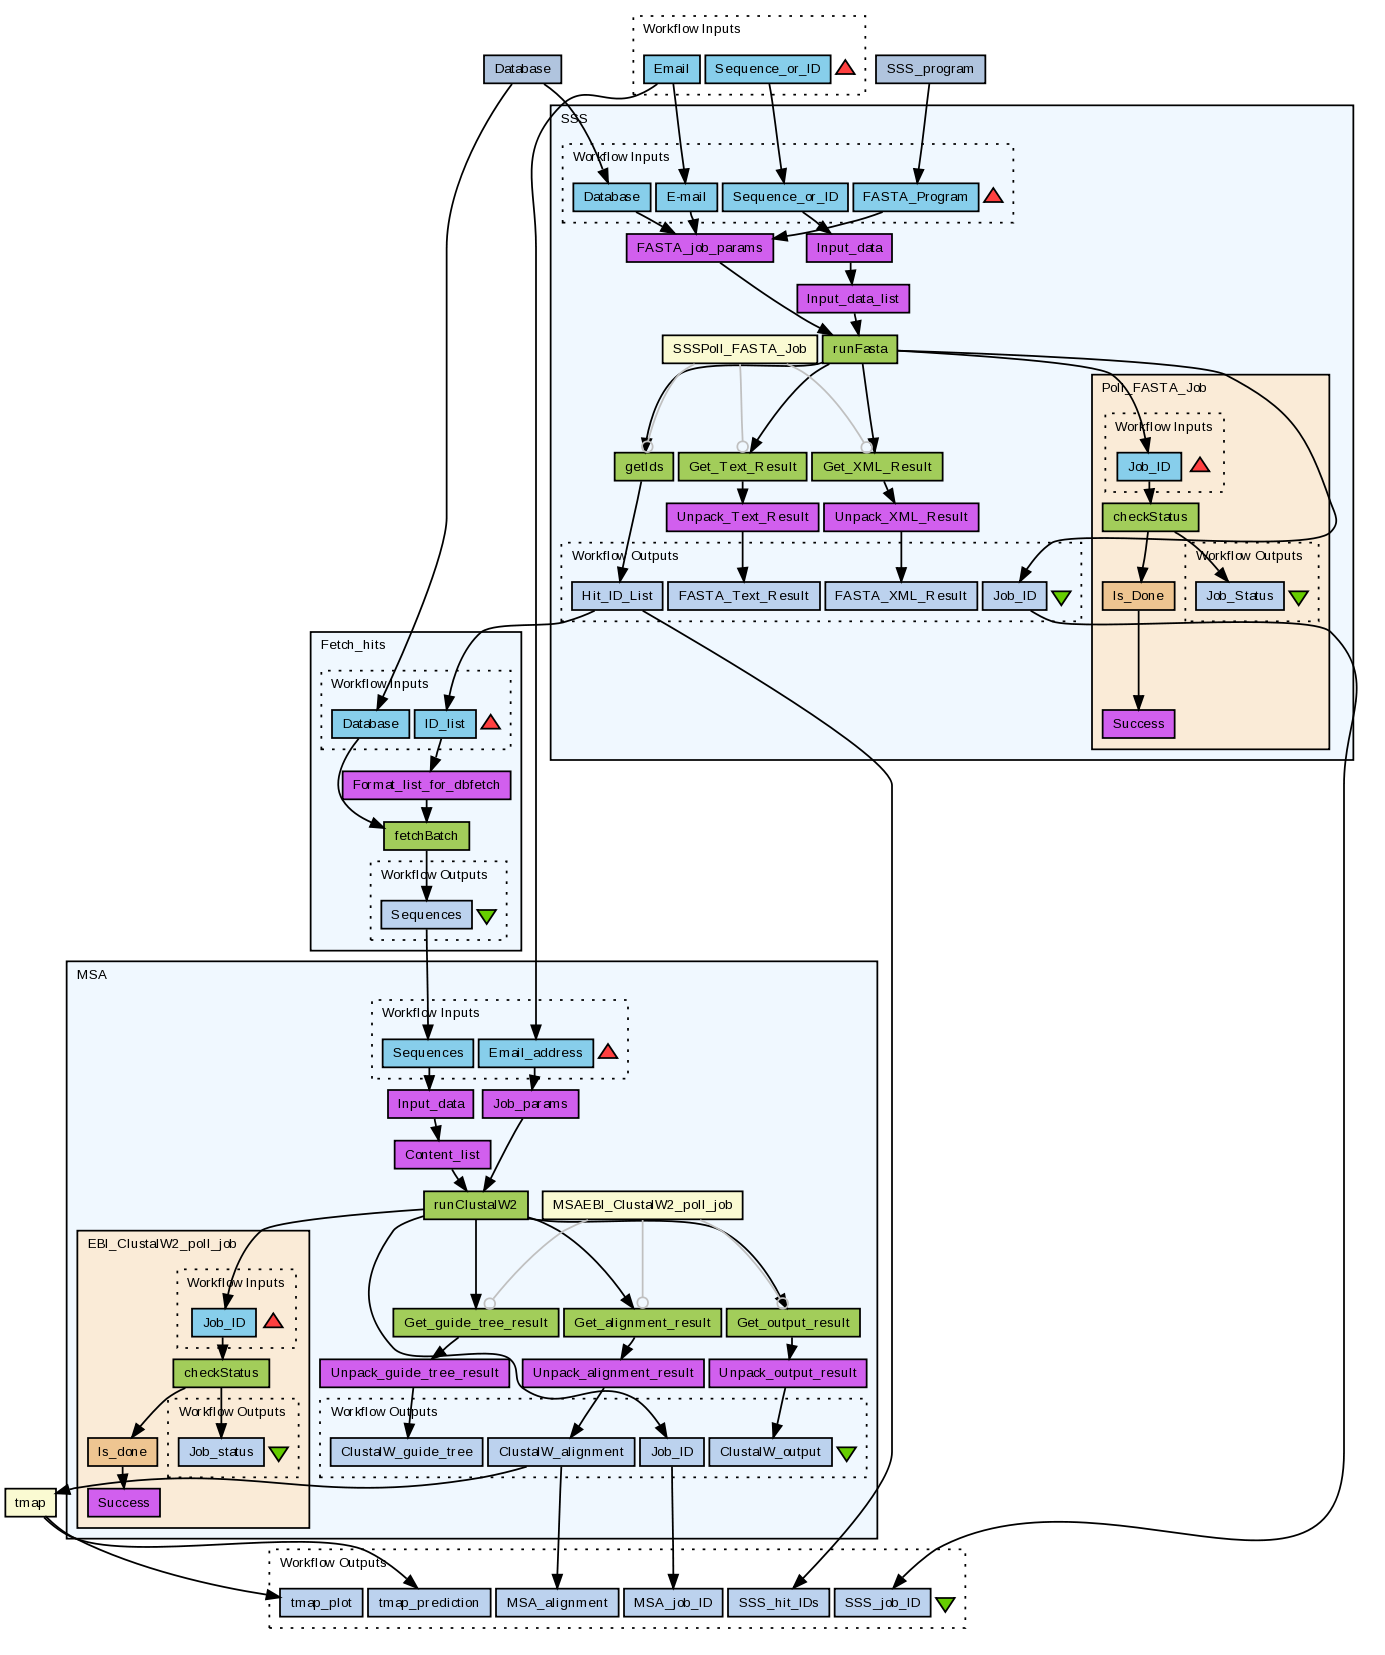 Workflow Inputs
Database
Email
Sequence_or_ID
SSS_program
SSS
Workflow Inputs
Database
E-mail
Sequence_or_ID
FASTA_Program
FASTA_job_params
Input_data
Input_data_list
SSSPoll_FASTA_Job
runFasta
Poll_FASTA_Job
Workflow Inputs
Job_ID
getIds
Get_Text_Result
Get_XML_Result
Unpack_Text_Result
Unpack_XML_Result
checkStatus
Workflow Outputs
Workflow Outputs
Hit_ID_List
FASTA_Text_Result
FASTA_XML_Result
Job_ID
Is_Done
Job_Status
Success
Fetch_hits
Workflow Inputs
Database
ID_list
Format_list_for_dbfetch
fetchBatch
Workflow Outputs
Sequences
MSA
Workflow Inputs
Sequences
Email_address
Input_data
Job_params
Content_list
runClustalW2
MSAEBI_ClustalW2_poll_job
EBI_ClustalW2_poll_job
Workflow Inputs
Job_ID
Get_guide_tree_result
Get_alignment_result
Get_output_result
checkStatus
Unpack_guide_tree_result
Unpack_alignment_result
Unpack_output_result
Workflow Outputs
Workflow Outputs
Is_done
Job_status
ClustalW_guide_tree
ClustalW_alignment
Job_ID
ClustalW_output
tmap
Success
Workflow Outputs
tmap_plot
tmap_prediction
MSA_alignment
MSA_job_ID
SSS_hit_IDs
SSS_job_ID